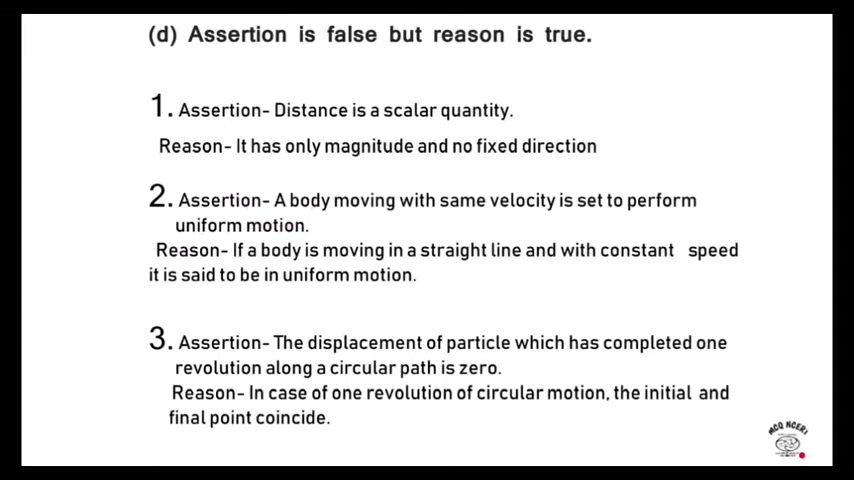 (d) Assertion is false but reason is true.
1. Assertion- Distance is a scalar quantity.
Reason- It has only magnitude and no fixed direction
2. Assertion- A body moving with same velocity is set to perform
uniform motion.
Reason- If a body is moving in a straight line and with constant speed
it is said to be in uniform motion.
3. Assertion- The displacement of particle which has completed one
revolution along a circular path is zero.
Reason- In case of one revolution of circular motion, the initial and
final point coincide.
MCQ NCERT